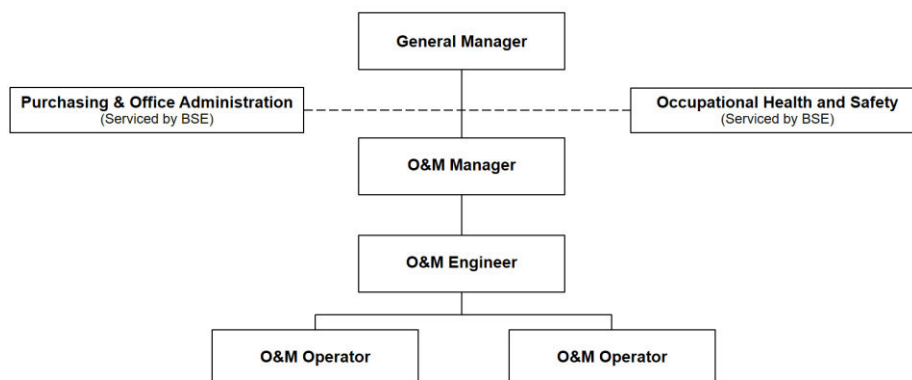 General Manager
Purchasing & Office Administration
(Serviced by BSE)
Occupational Health and Safety
(Serviced by BSE)
O&M Manager
O&M Engineer
O&M Operator
O&M Operator